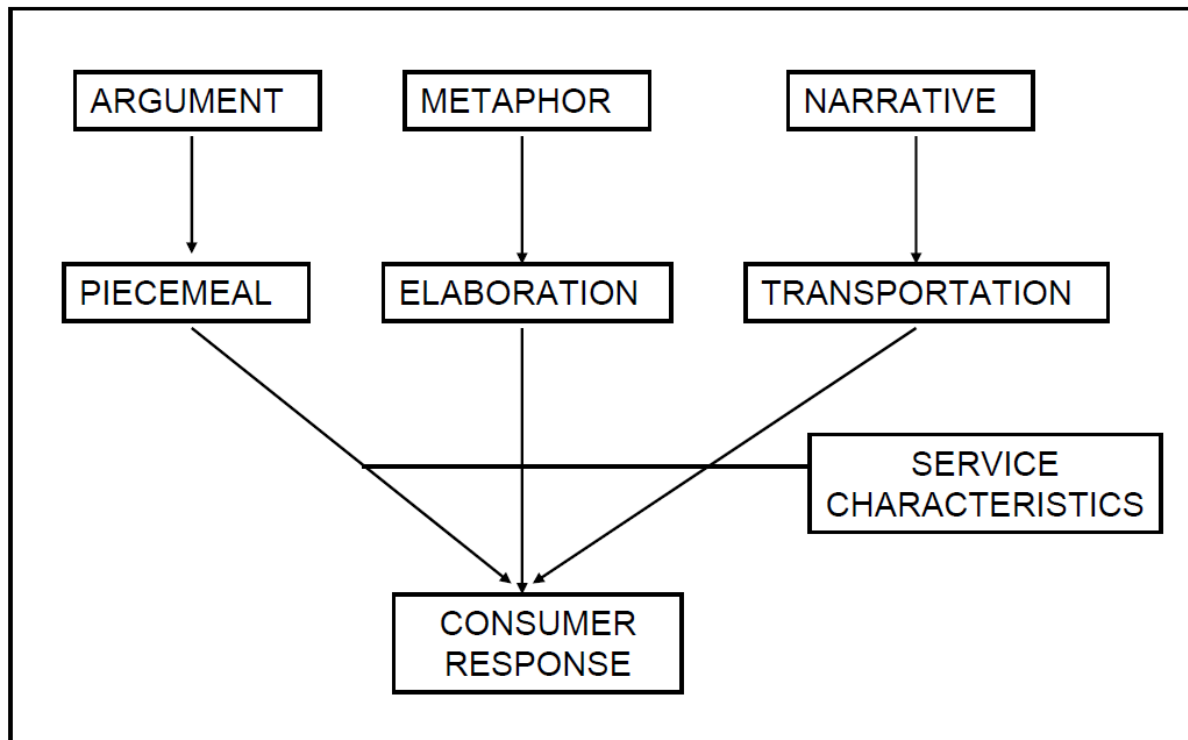 ARGUMENT
METAPHOR
NARRATIVE
PIECEMEAL
ELABORATION
TRANSPORTATION
SERVICE
CHARACTERISTICS
CONSUMER
RESPONSE